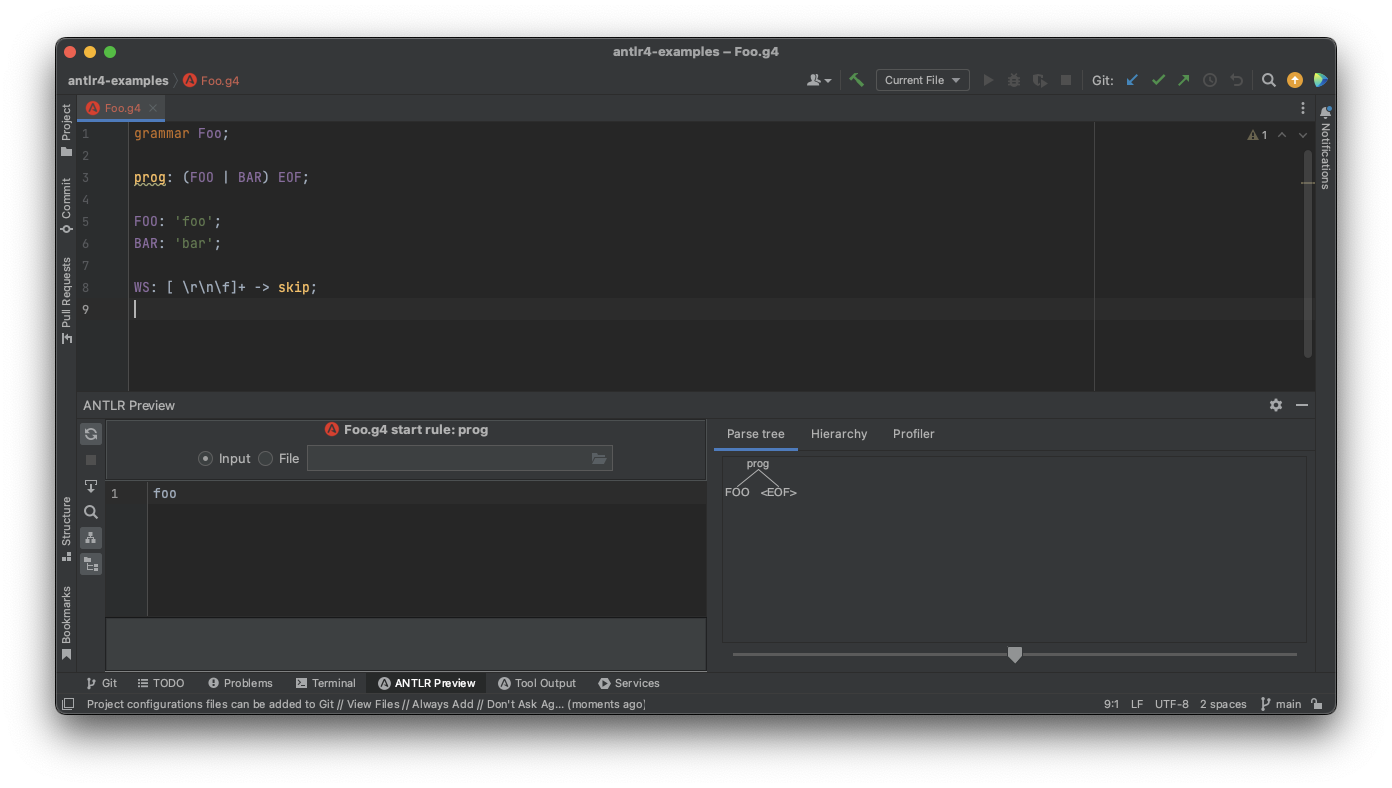 antlr4-examples – Foo.g4
antlr4-examples Foo.g4
Current File
Git:
Project
Commit
Pull Requests
Structure
Bookmarks
Notifications
Foo.g4
1
1 grammar Foo;
2
3 prog: (FOO | BAR) EOF;
4
5 FOO: 'foo';
6 BAR: 'bar';
7
8 WS: [ \r\n\f]+ -> skip;
9
ANTLR Preview
Foo.g4 start rule: prog
Input File
1 foo
Parse tree Hierarchy Profiler
prog
FOO <EOF>
Git TODO Problems Terminal ANTLR Preview Tool Output Services
Project configurations files can be added to Git // View Files // Always Add // Don't Ask Ag... (moments ago)
9:1 LF UTF-8 2 spaces main